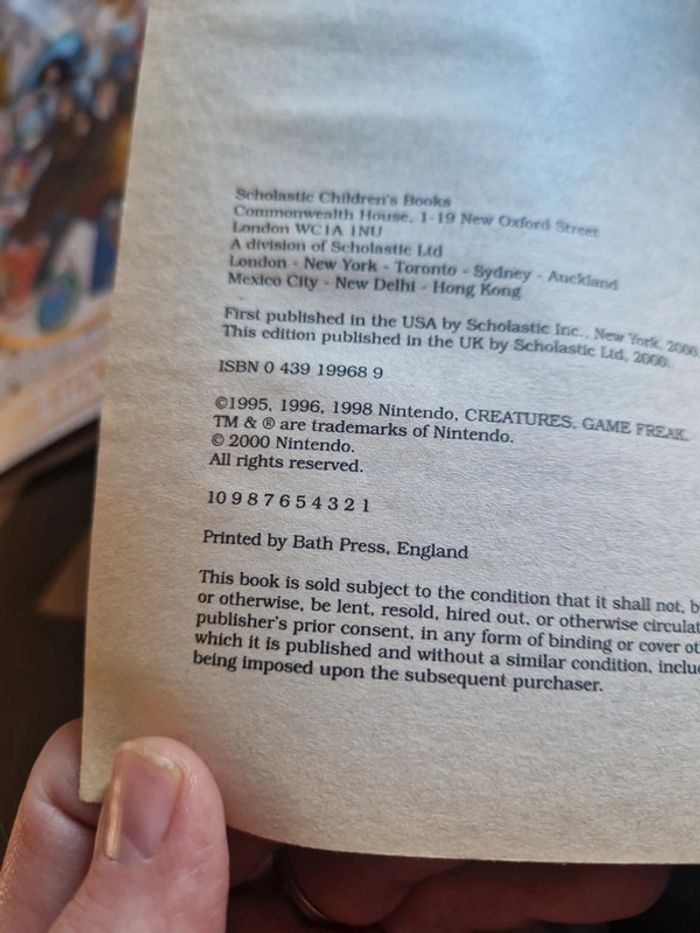 Scholastic Children's Books
Commonwealth House, 1-19 New Oxford Street
London WC1A 1NU
A division of Scholastic Ltd
London - New York - Toronto - Sydney - Auckland
Mexico City - New Delhi - Hong Kong
First published in the USA by Scholastic Inc., New York, 2000
This edition published in the UK by Scholastic Ltd, 2000.
ISBN 0 439 19968 9
©1995, 1996, 1998 Nintendo, CREATURES, GAME FREAK.
TM & ® are trademarks of Nintendo.
© 2000 Nintendo.
All rights reserved.
10 9 8 7 6 5 4 3 2 1
Printed by Bath Press, England
This book is sold subject to the condition that it shall not, b
or otherwise, be lent, resold, hired out, or otherwise circulat
publisher's prior consent, in any form of binding or cover ot
which it is published and without a similar condition, inclu
being imposed upon the subsequent purchaser.